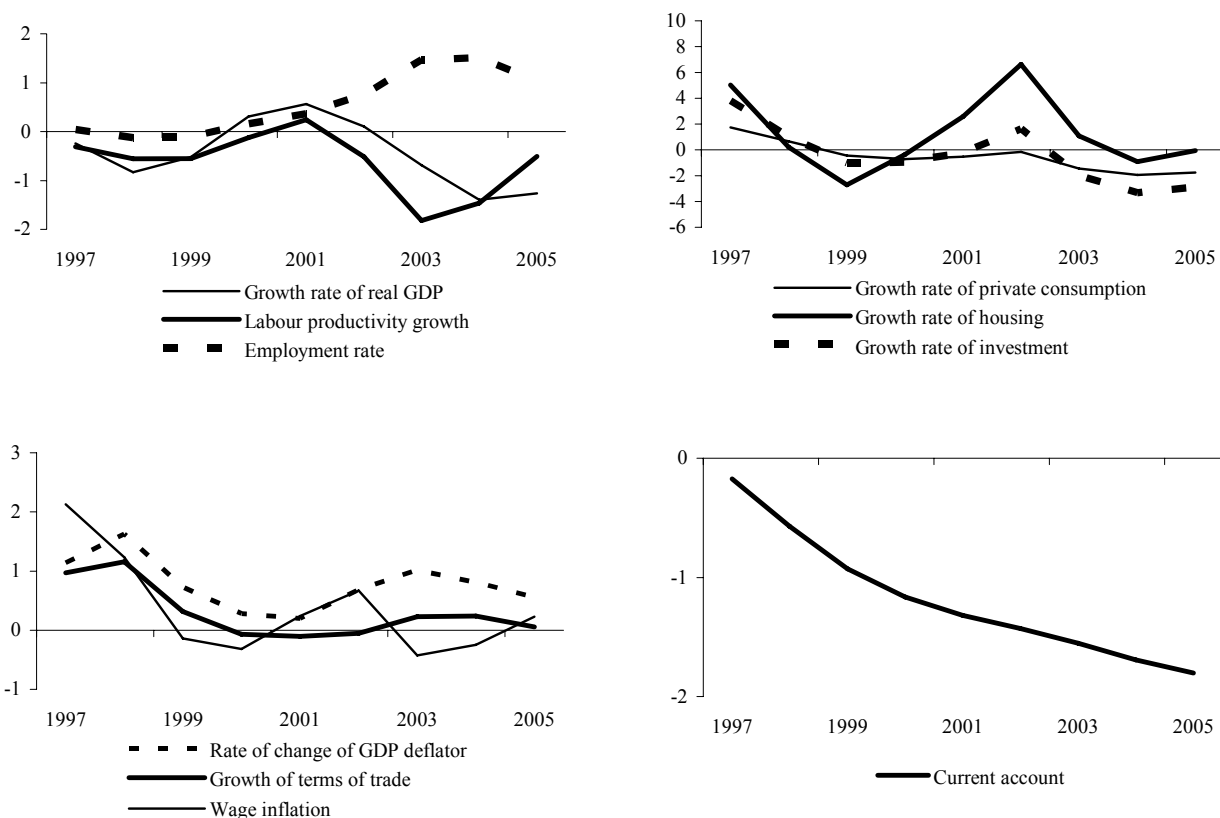 2
1
0
-1
-2
1997 1999 2001 2003 2005
Growth rate of real GDP
Labour productivity growth
Employment rate
10
8
6
4
2
0
-2
-4
-6
1997 1999 2001 2003 2005
Growth rate of private consumption
Growth rate of housing
Growth rate of investment
3
2
1
0
-1
1997 1999 2001 2003 2005
Rate of change of GDP deflator
Growth of terms of trade
Wage inflation
0
-1
-2
1997 1999 2001 2003 2005
Current account